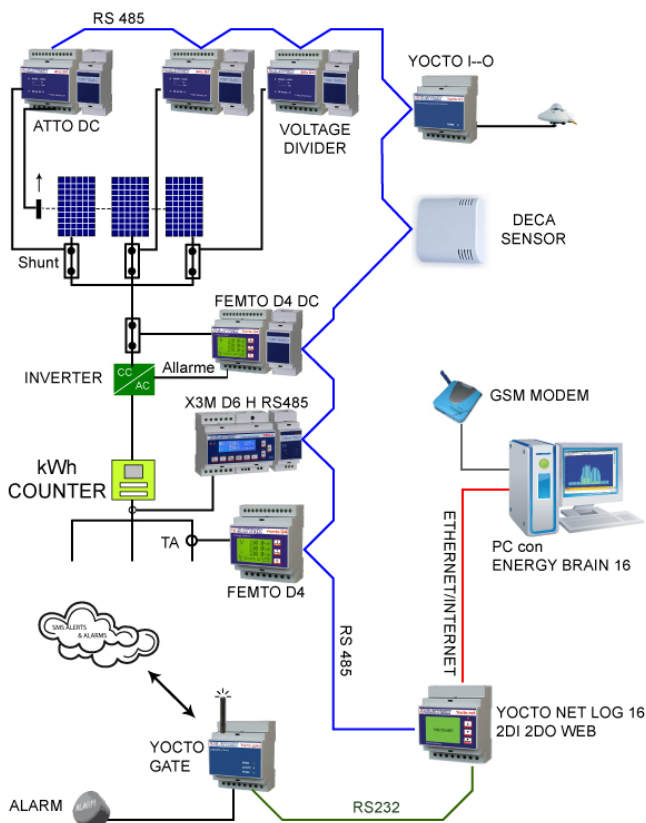 RS 485
YOCTO I--O
ATTO DC
VOLTAGE
DIVIDER
DECA
SENSOR
Shunt
FEMTO D4 DC
CC
AC
INVERTER
Allarme
X3M D6 H RS485
GSM MODEM
kWh
COUNTER
TA
FEMTO D4
PC con
ENERGY BRAIN 16
ETHERNET/INTERNET
SMS ALERTS
& ALARMS
RS 485
YOCTO NET LOG 16
2DI 2DO WEB
YOCTO
GATE
ALARM
ALARM
RS232